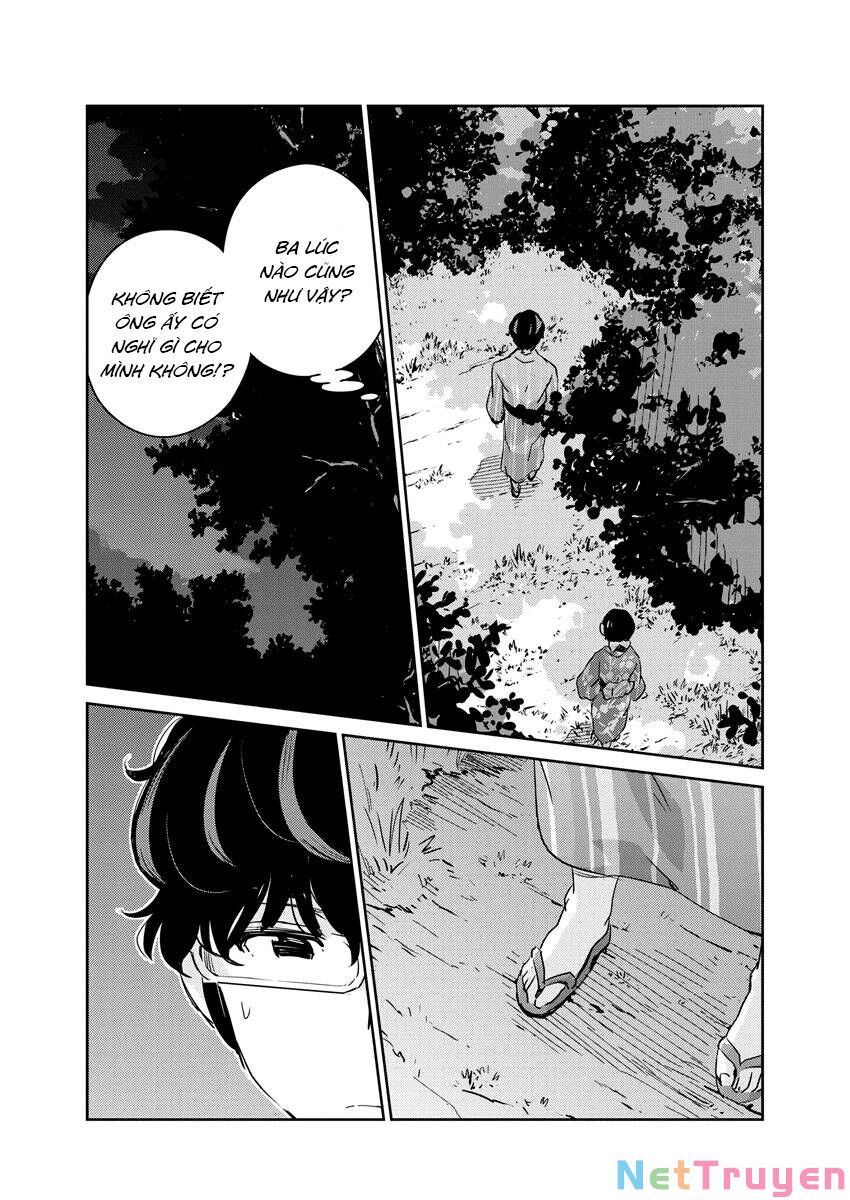 BA LÚC
NÀO CŨNG
NHƯ VẬY?
KHÔNG BIẾT
ÔNG ẤY CÓ
NGHĨ GÌ CHO
MÌNH KHÔNG!?
NetTruyen